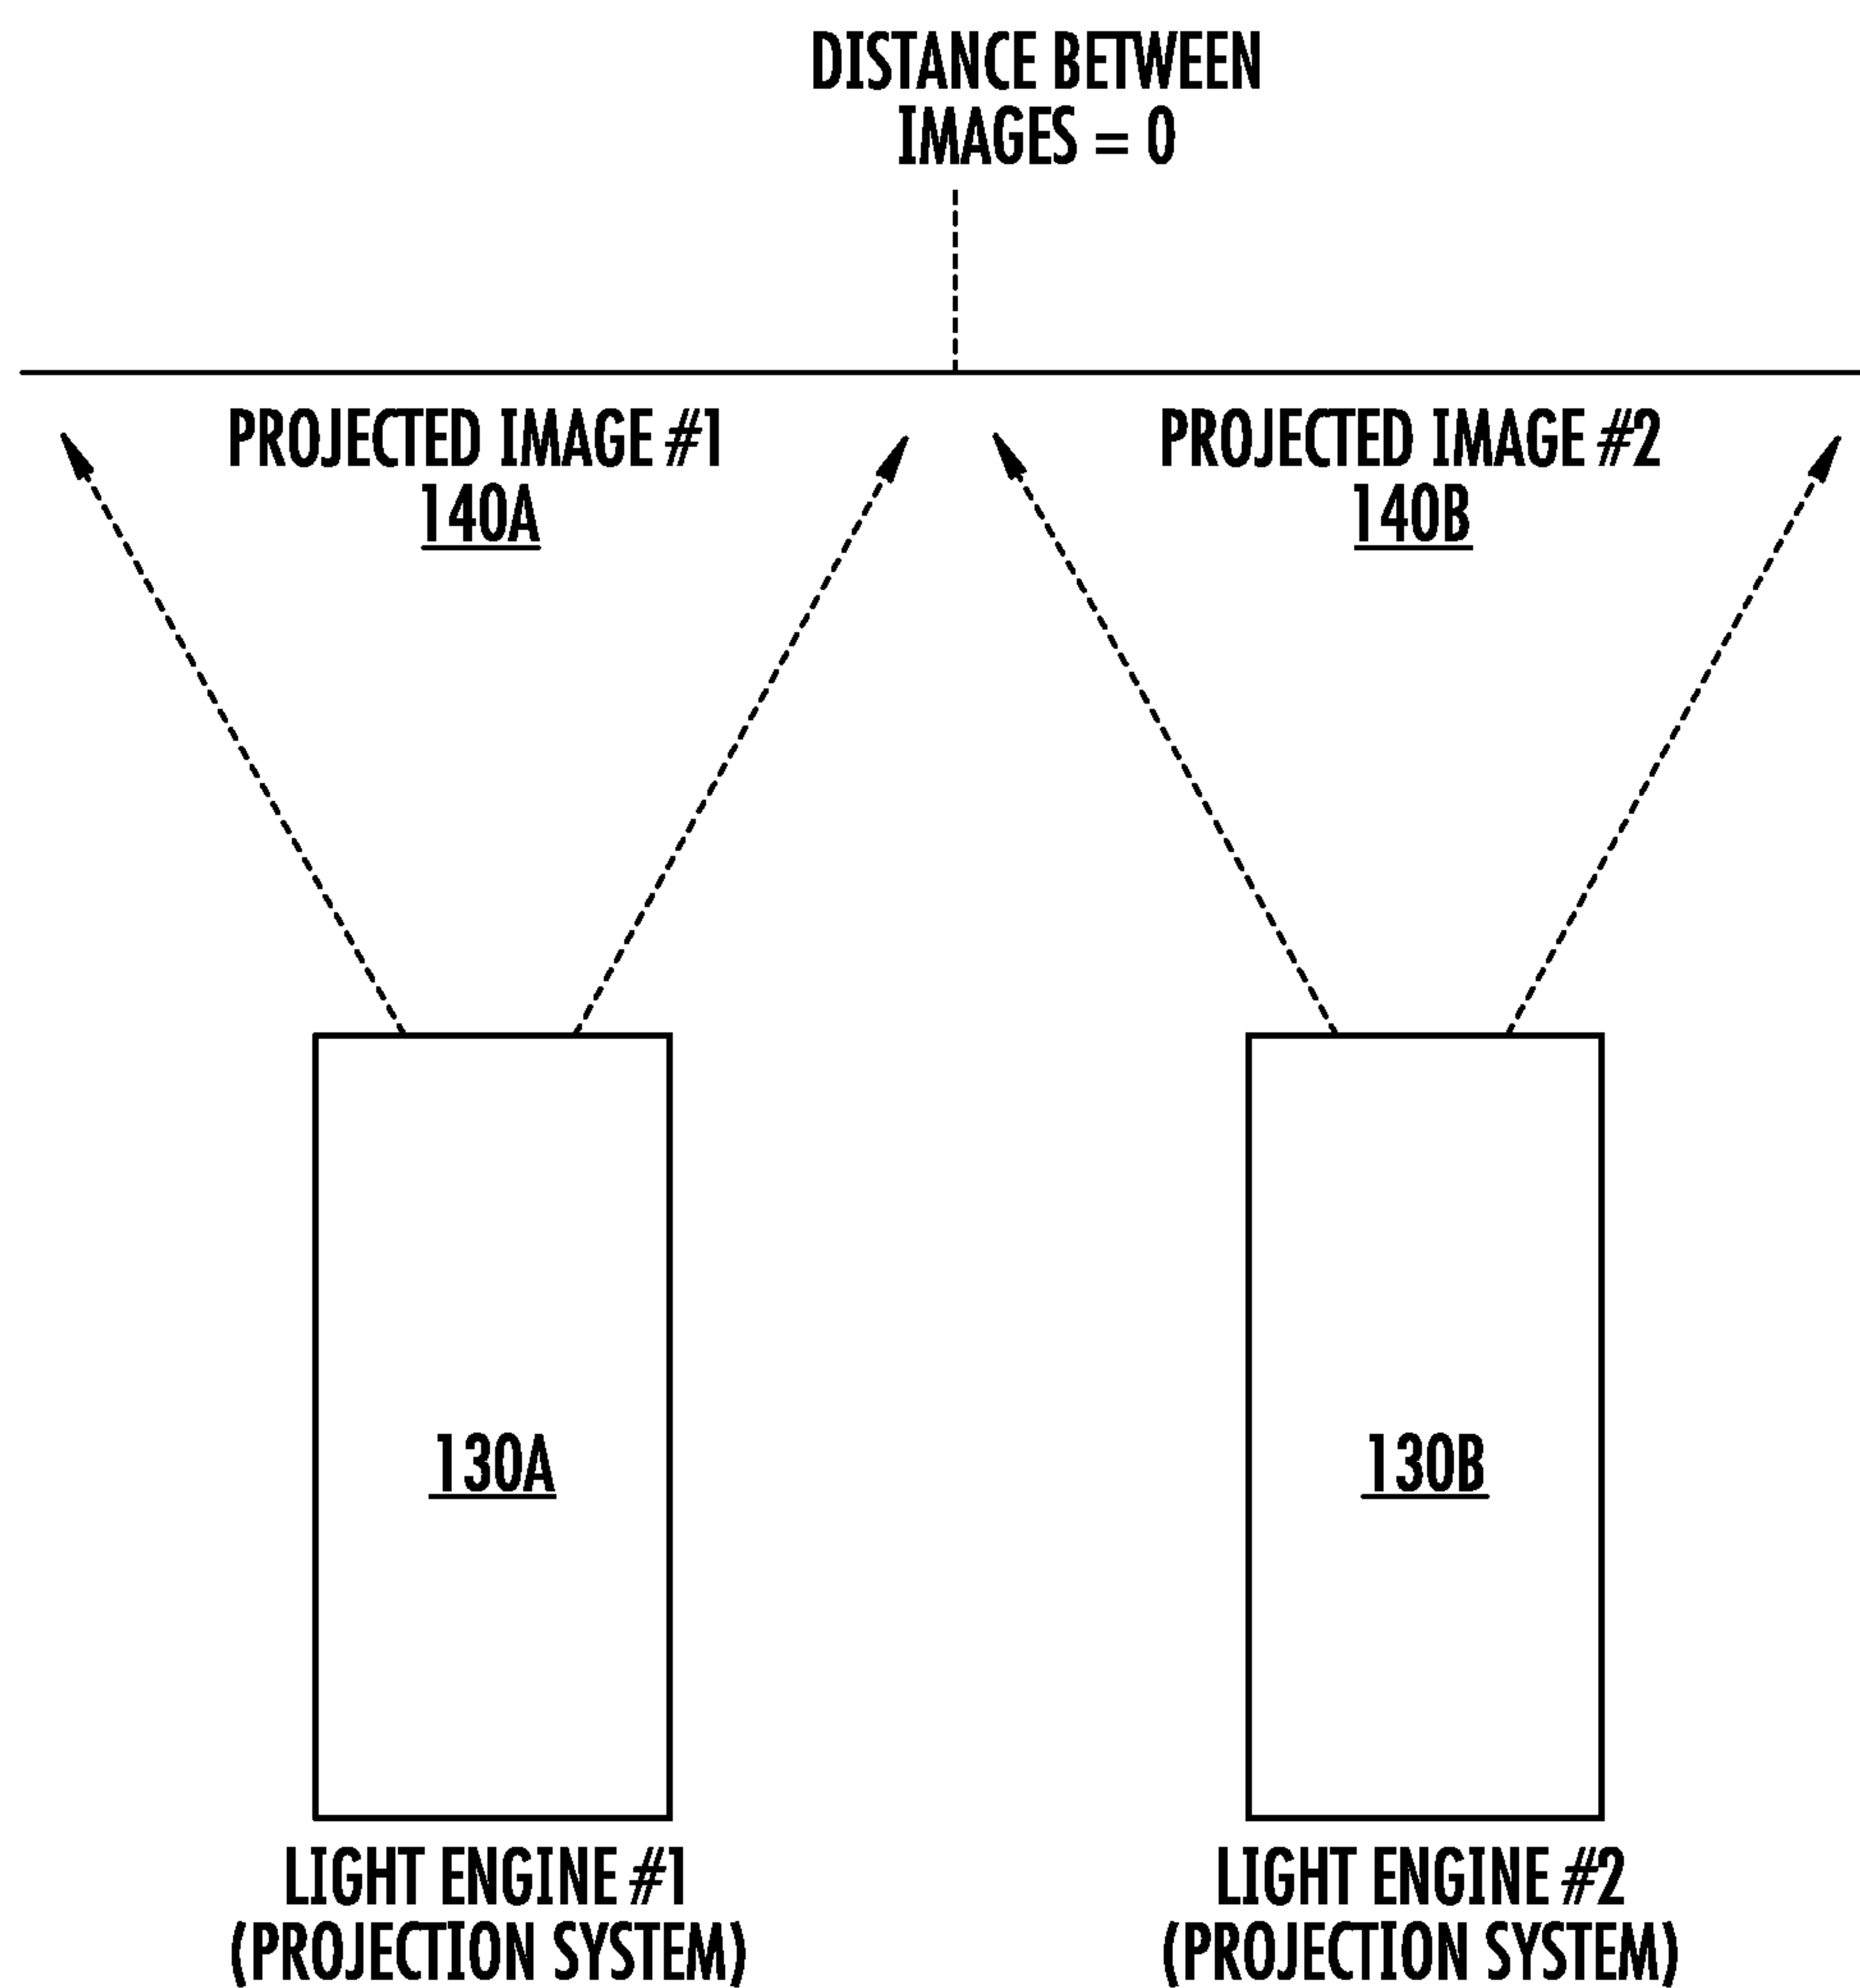 DISTANCE BETWEEN
IMAGES = 0
PROJECTED IMAGE #1
140A
PROJECTED IMAGE #2
140B
130A
130B
LIGHT ENGINE #1
(PROJECTION SYSTEM)
LIGHT ENGINE #2
(PROJECTION SYSTEM)